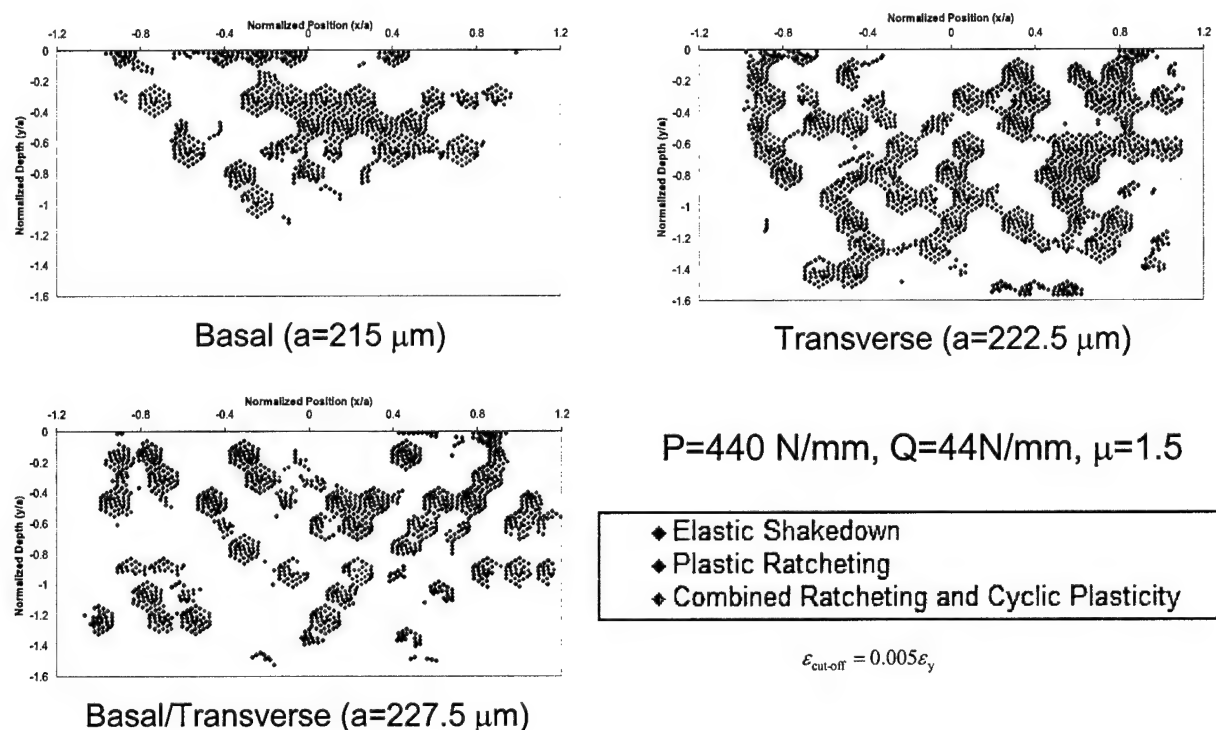 Normalized Position (x/a)
-1.2 -0.8 -0.4 0 0.4 0.8 1.2
0
-0.2
-0.4
-0.6
-0.8
-1
-1.2
-1.4
-1.6
Normalized Depth (y/a)
Basal (a=215 μm)
Normalized Position (x/a)
-1.2 -0.8 -0.4 0 0.4 0.8 1.2
0
-0.2
-0.4
-0.6
-0.8
-1
-1.2
-1.4
-1.6
Normalized Depth (y/a)
Transverse (a=222.5 μm)
Normalized Position (x/a)
-1.2 -0.8 -0.4 0 0.4 0.8 1.2
0
-0.2
-0.4
-0.6
-0.8
-1
-1.2
-1.4
-1.6
Normalized Depth (y/a)
Basal/Transverse (a=227.5 μm)
P=440 N/mm, Q=44N/mm, μ=1.5
Elastic Shakedown
Plastic Ratcheting
Combined Ratcheting and Cyclic Plasticity
εcut-off = 0.005εy